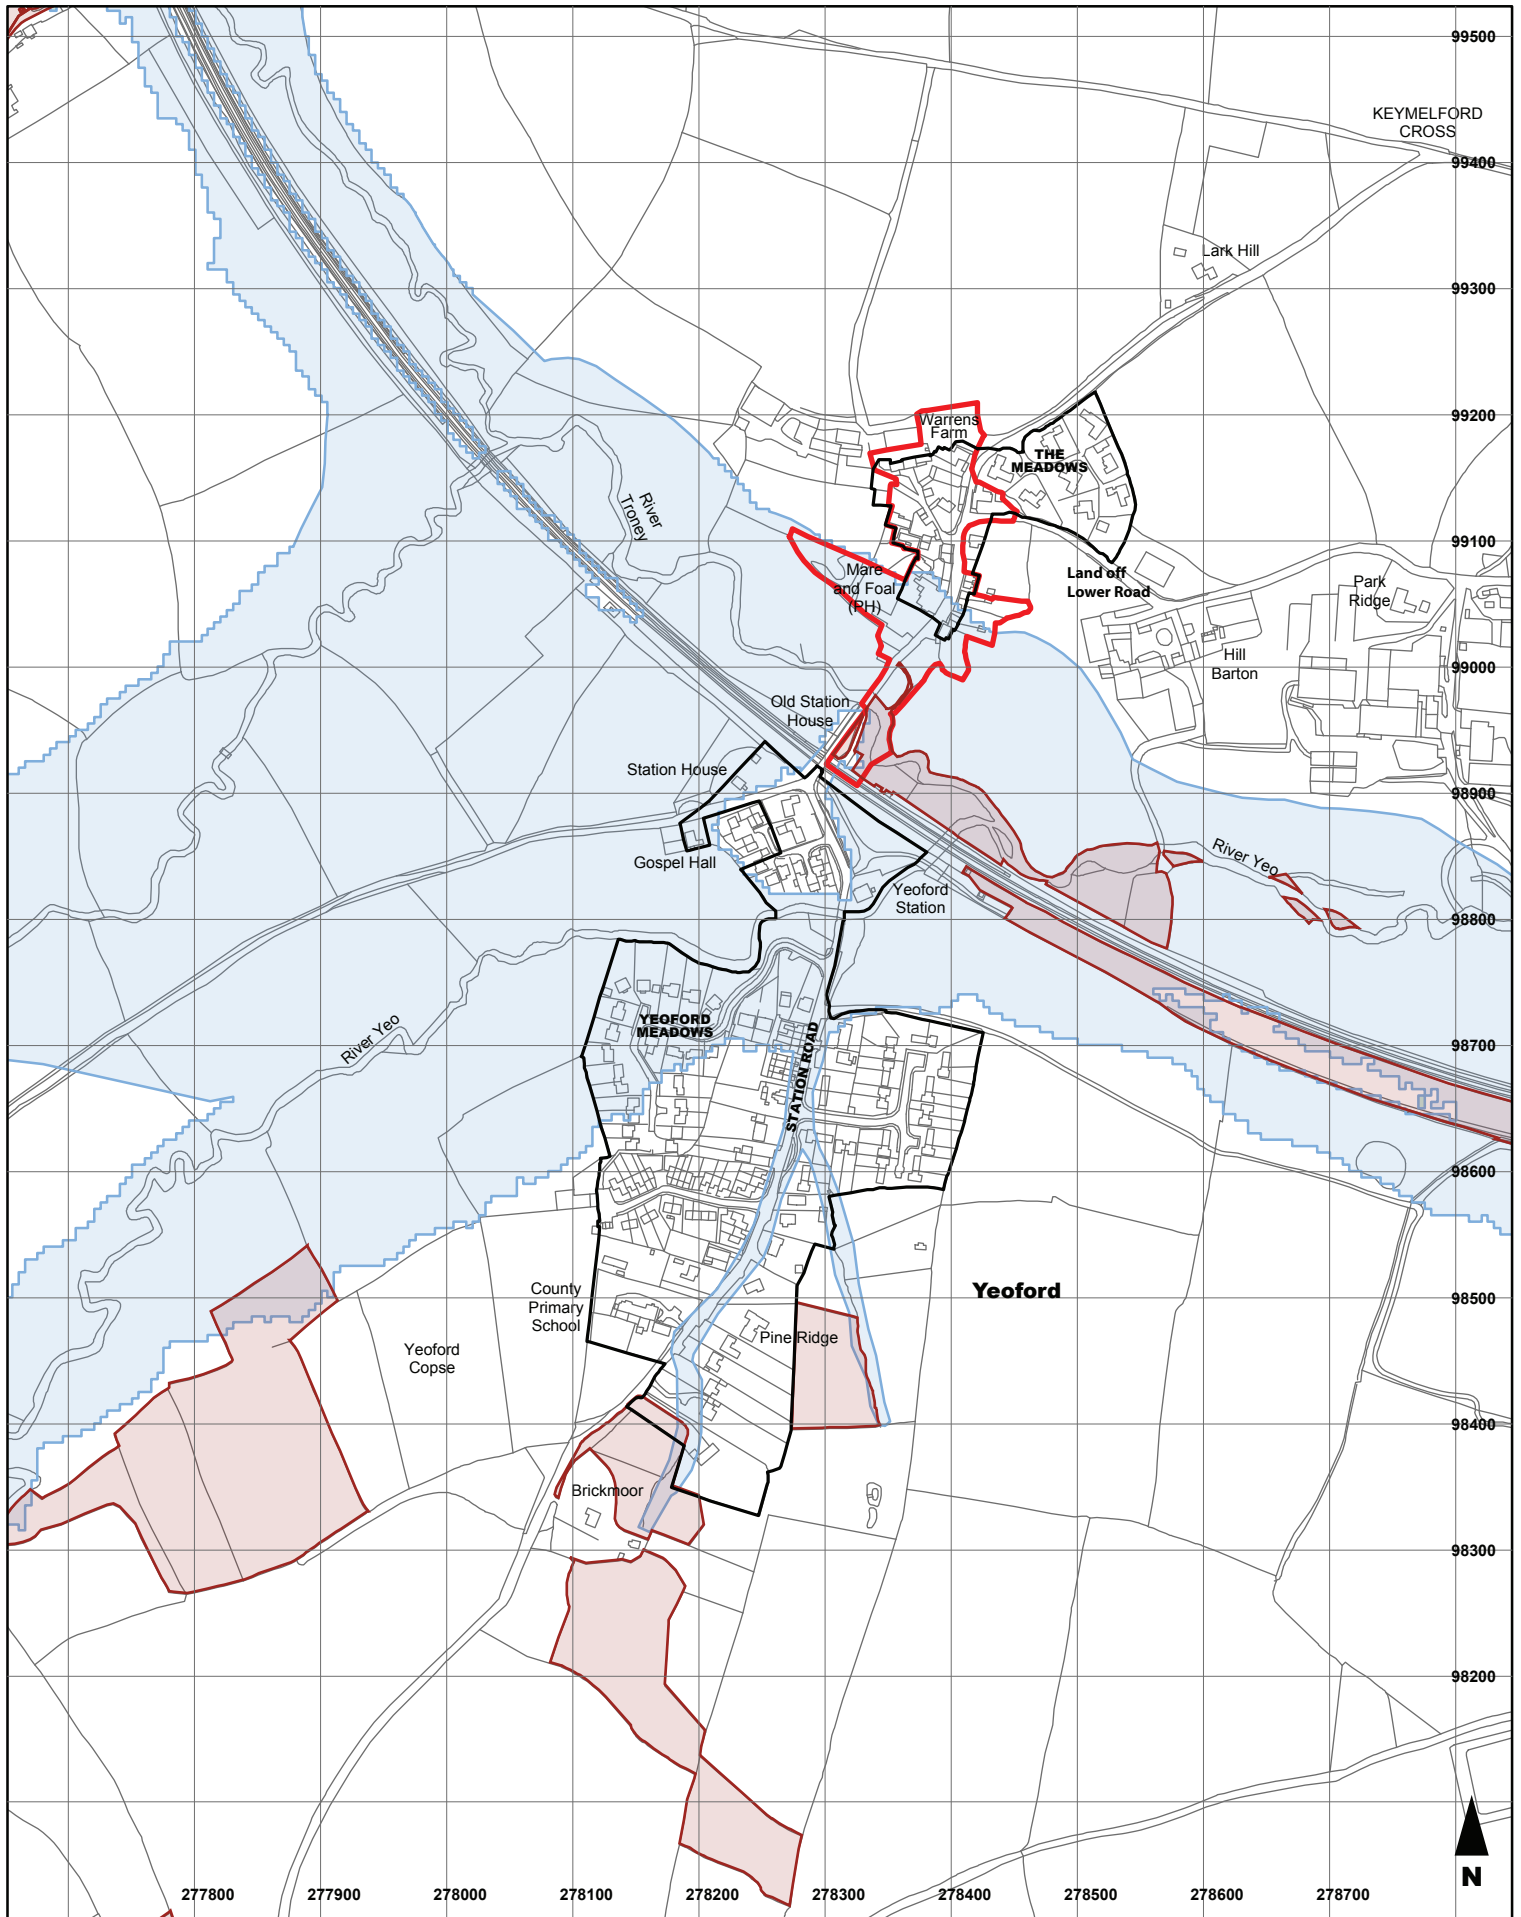 99500
KEYMELFORD
CROSS
99400
Lark Hill
99300
99200
Warrens
Farm
THE
MEADOWS
River
Troney
99100
Mare
and Foal
(PH)
Land off
Lower Road
Park
Ridge
Hill
Barton
99000
Old Station
House
Station House
98900
Gospel Hall
River Yeo
Yeoford
Station
98800
YEOFORD
MEADOWS
STATION ROAD
River Yeo
98700
98600
County
Primary
School
Yeoford
98500
Pine Ridge
Yeoford
Copse
98400
Brickmoor
98300
98200
N
277800
277900
278000
278100
278200
278300
278400
278500
278600
278700